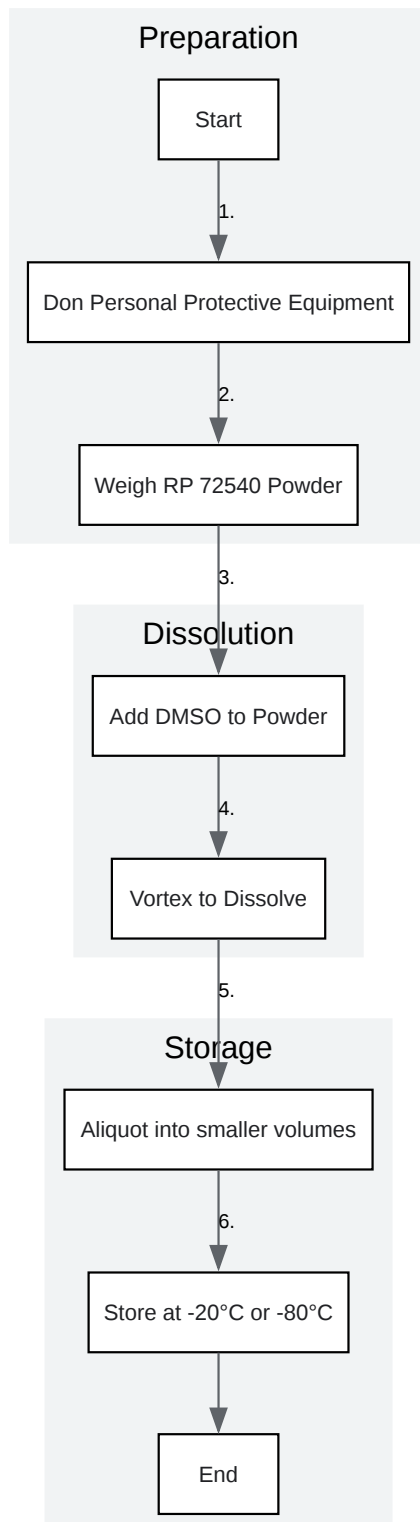 Preparation
Start
1.
Don Personal Protective Equipment
2.
Weigh RP 72540 Powder
3.
Dissolution
Add DMSO to Powder
4.
Vortex to Dissolve
5.
Storage
Aliquot into smaller volumes
6.
Store at -20°C or -80°C
End